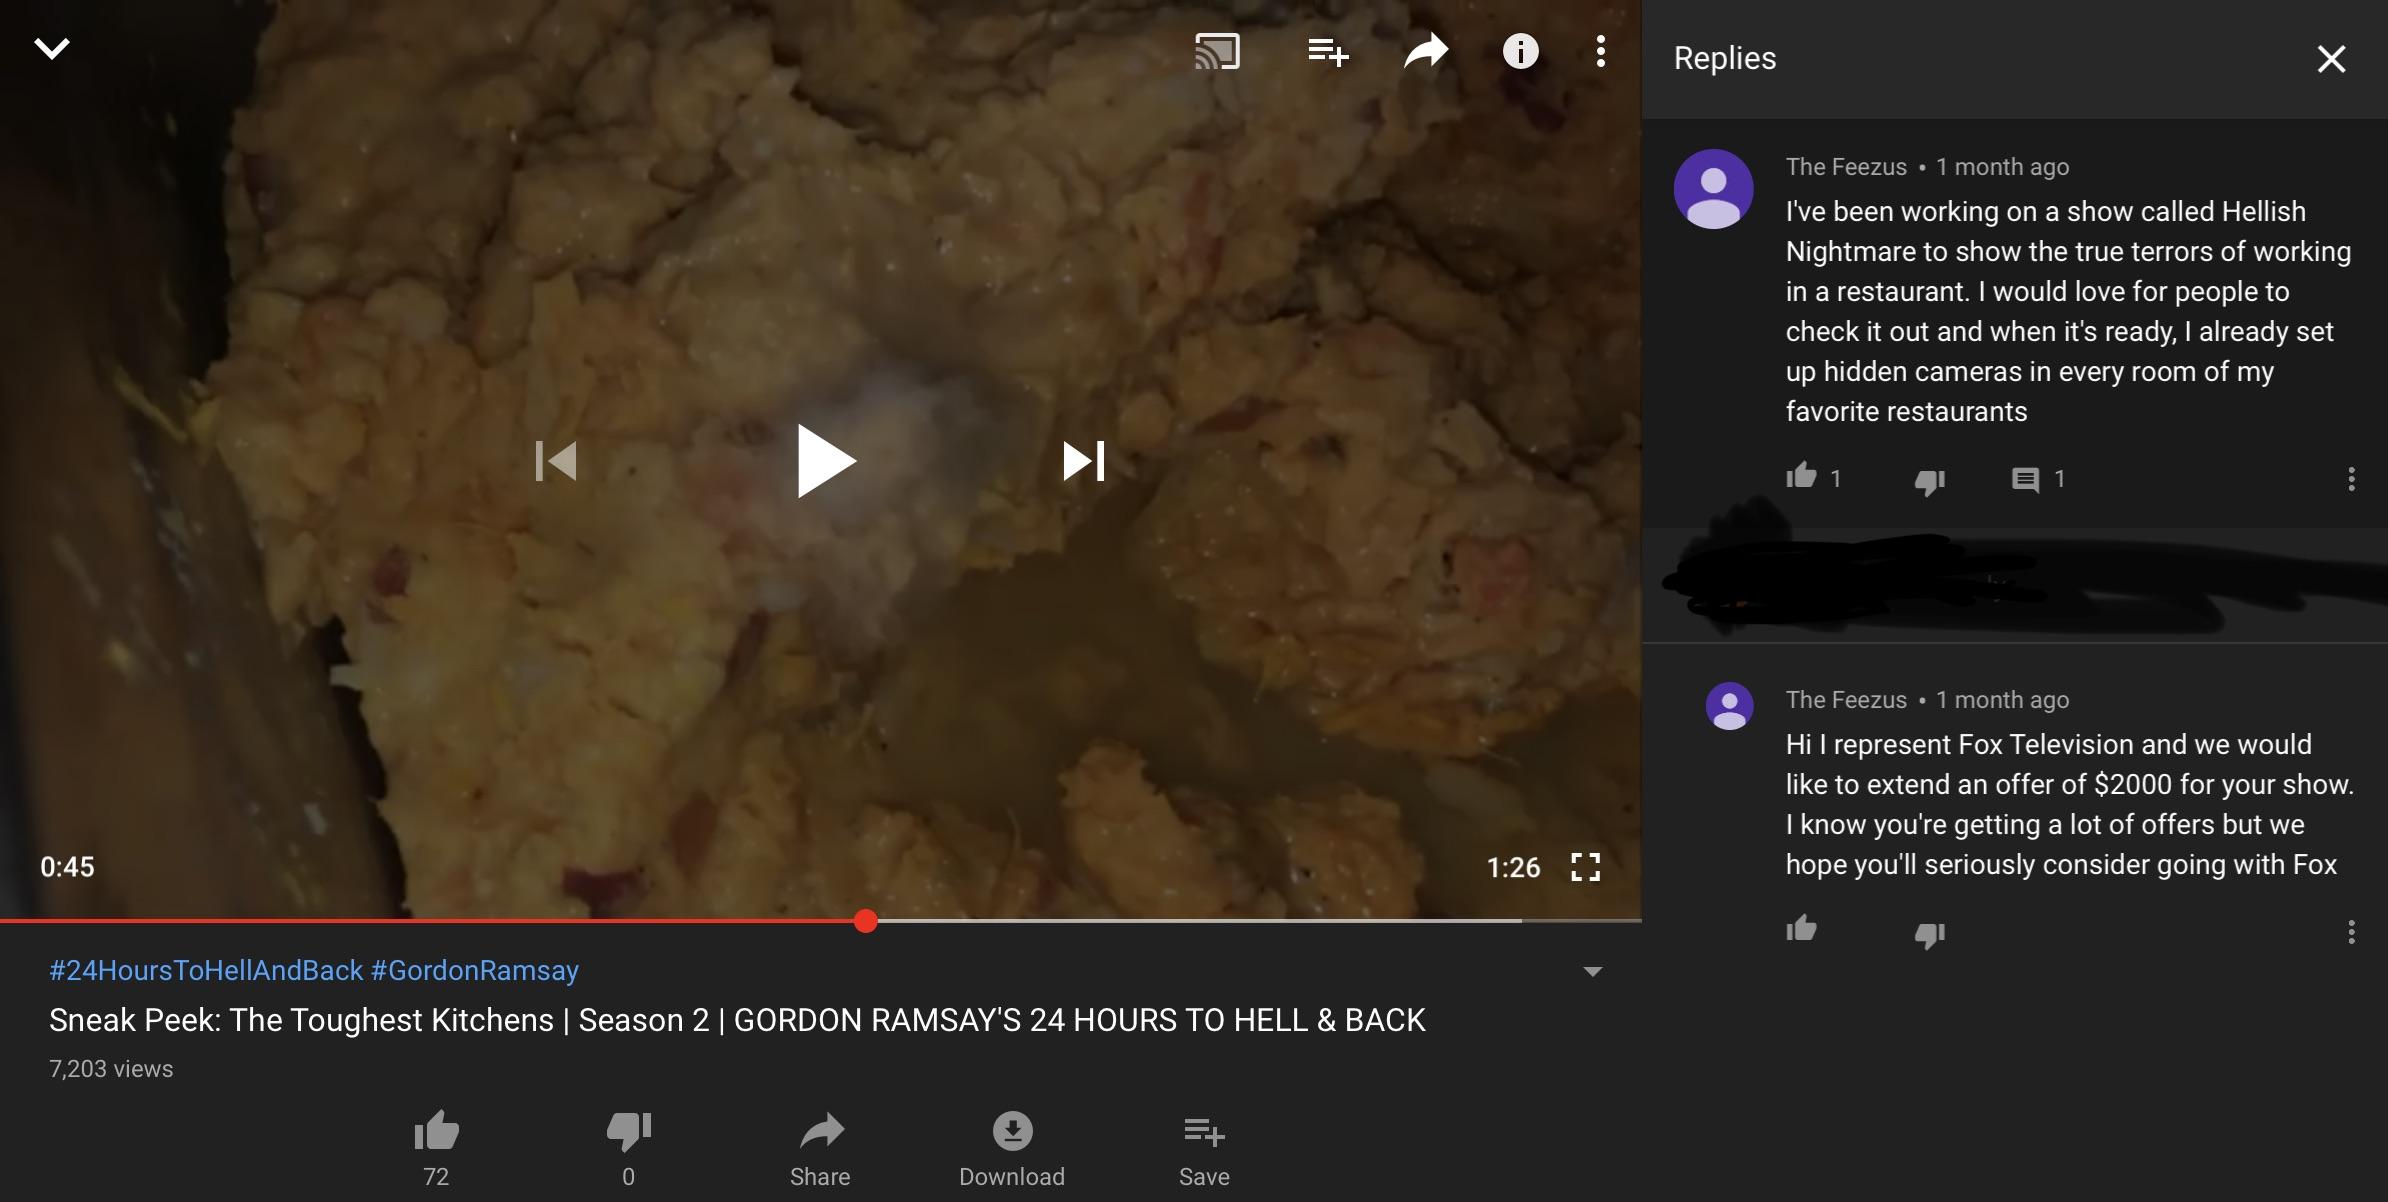 Replies
The Feezus • 1 month ago
I've been working on a show called Hellish
Nightmare to show the true terrors of working
in a restaurant. I would love for people to
check it out and when it's ready, I already set
up hidden cameras in every room of my
favorite restaurants
1
1
The Feezus • 1 month ago
Hi I represent Fox Television and we would
like to extend an offer of $2000 for your show.
I know you're getting a lot of offers but we
hope you'll seriously consider going with Fox
0:45
1:26
#24HoursToHellAndBack #GordonRamsay
Sneak Peek: The Toughest Kitchens | Season 2 | GORDON RAMSAY'S 24 HOURS TO HELL & BACK
7,203 views
72
0
Share
Download
Save